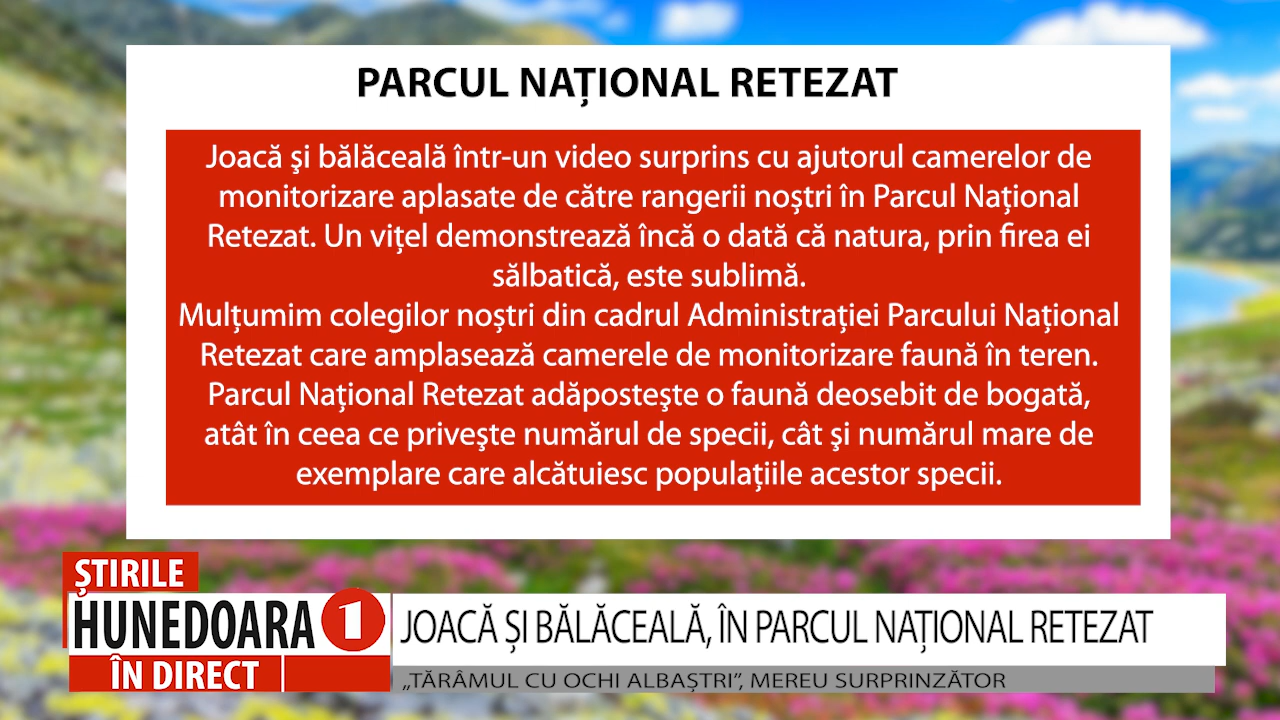 PARCUL NAȚIONAL RETEZAT
Joacă şi bălăceală într-un video surprins cu ajutorul camerelor de
monitorizare aplasate de către rangerii noștri în Parcul Național
Retezat. Un vițel demonstrează încă o dată că natura, prin firea ei
sălbatică, este sublimă.
Mulțumim colegilor noștri din cadrul Administrației Parcului Național
Retezat care amplasează camerele de monitorizare faună în teren.
Parcul Național Retezat adăposteşte o faună deosebit de bogată,
atât în ceea ce priveşte numărul de specii, cât şi numărul mare de
exemplare care alcătuiesc populațiile acestor specii.
ȘTIRILE
HUNEDOARA 1
ÎN DIRECT
JOACĂ ȘI BĂLĂCEALĂ, ÎN PARCUL NAȚIONAL RETEZAT
„TĂRÂMUL CU OCHI ALBAȘTRI”, MEREU SURPRINZĂTOR